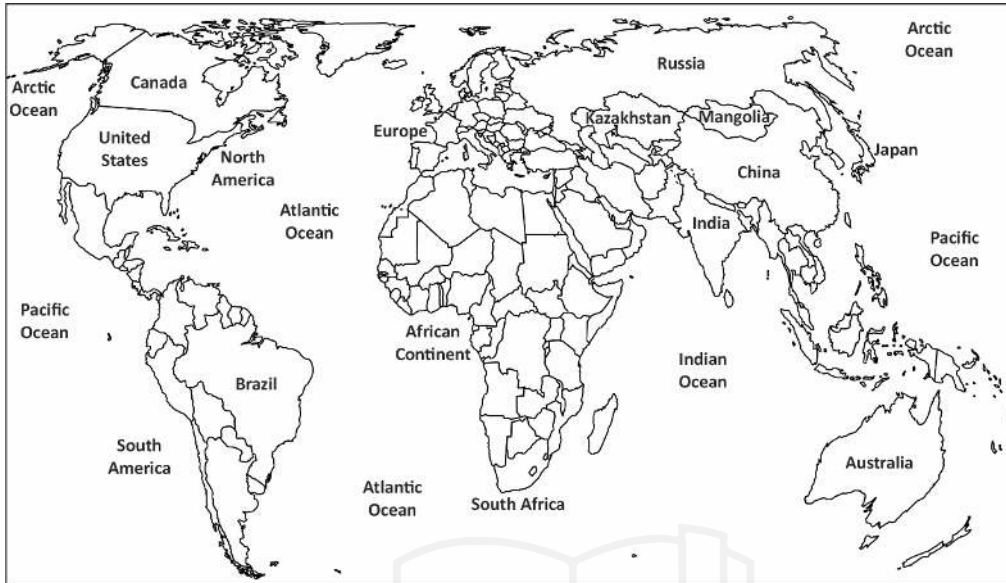 Arctic
Ocean
Canada
Russia
Arctic
Ocean
United
States
North
America
Europe
Kazakhstan
Mangolia
Japan
China
Atlantic
Ocean
India
Pacific
Ocean
Pacific
Ocean
African
Continent
Indian
Ocean
Brazil
South
America
Australia
Atlantic
Ocean
South Africa